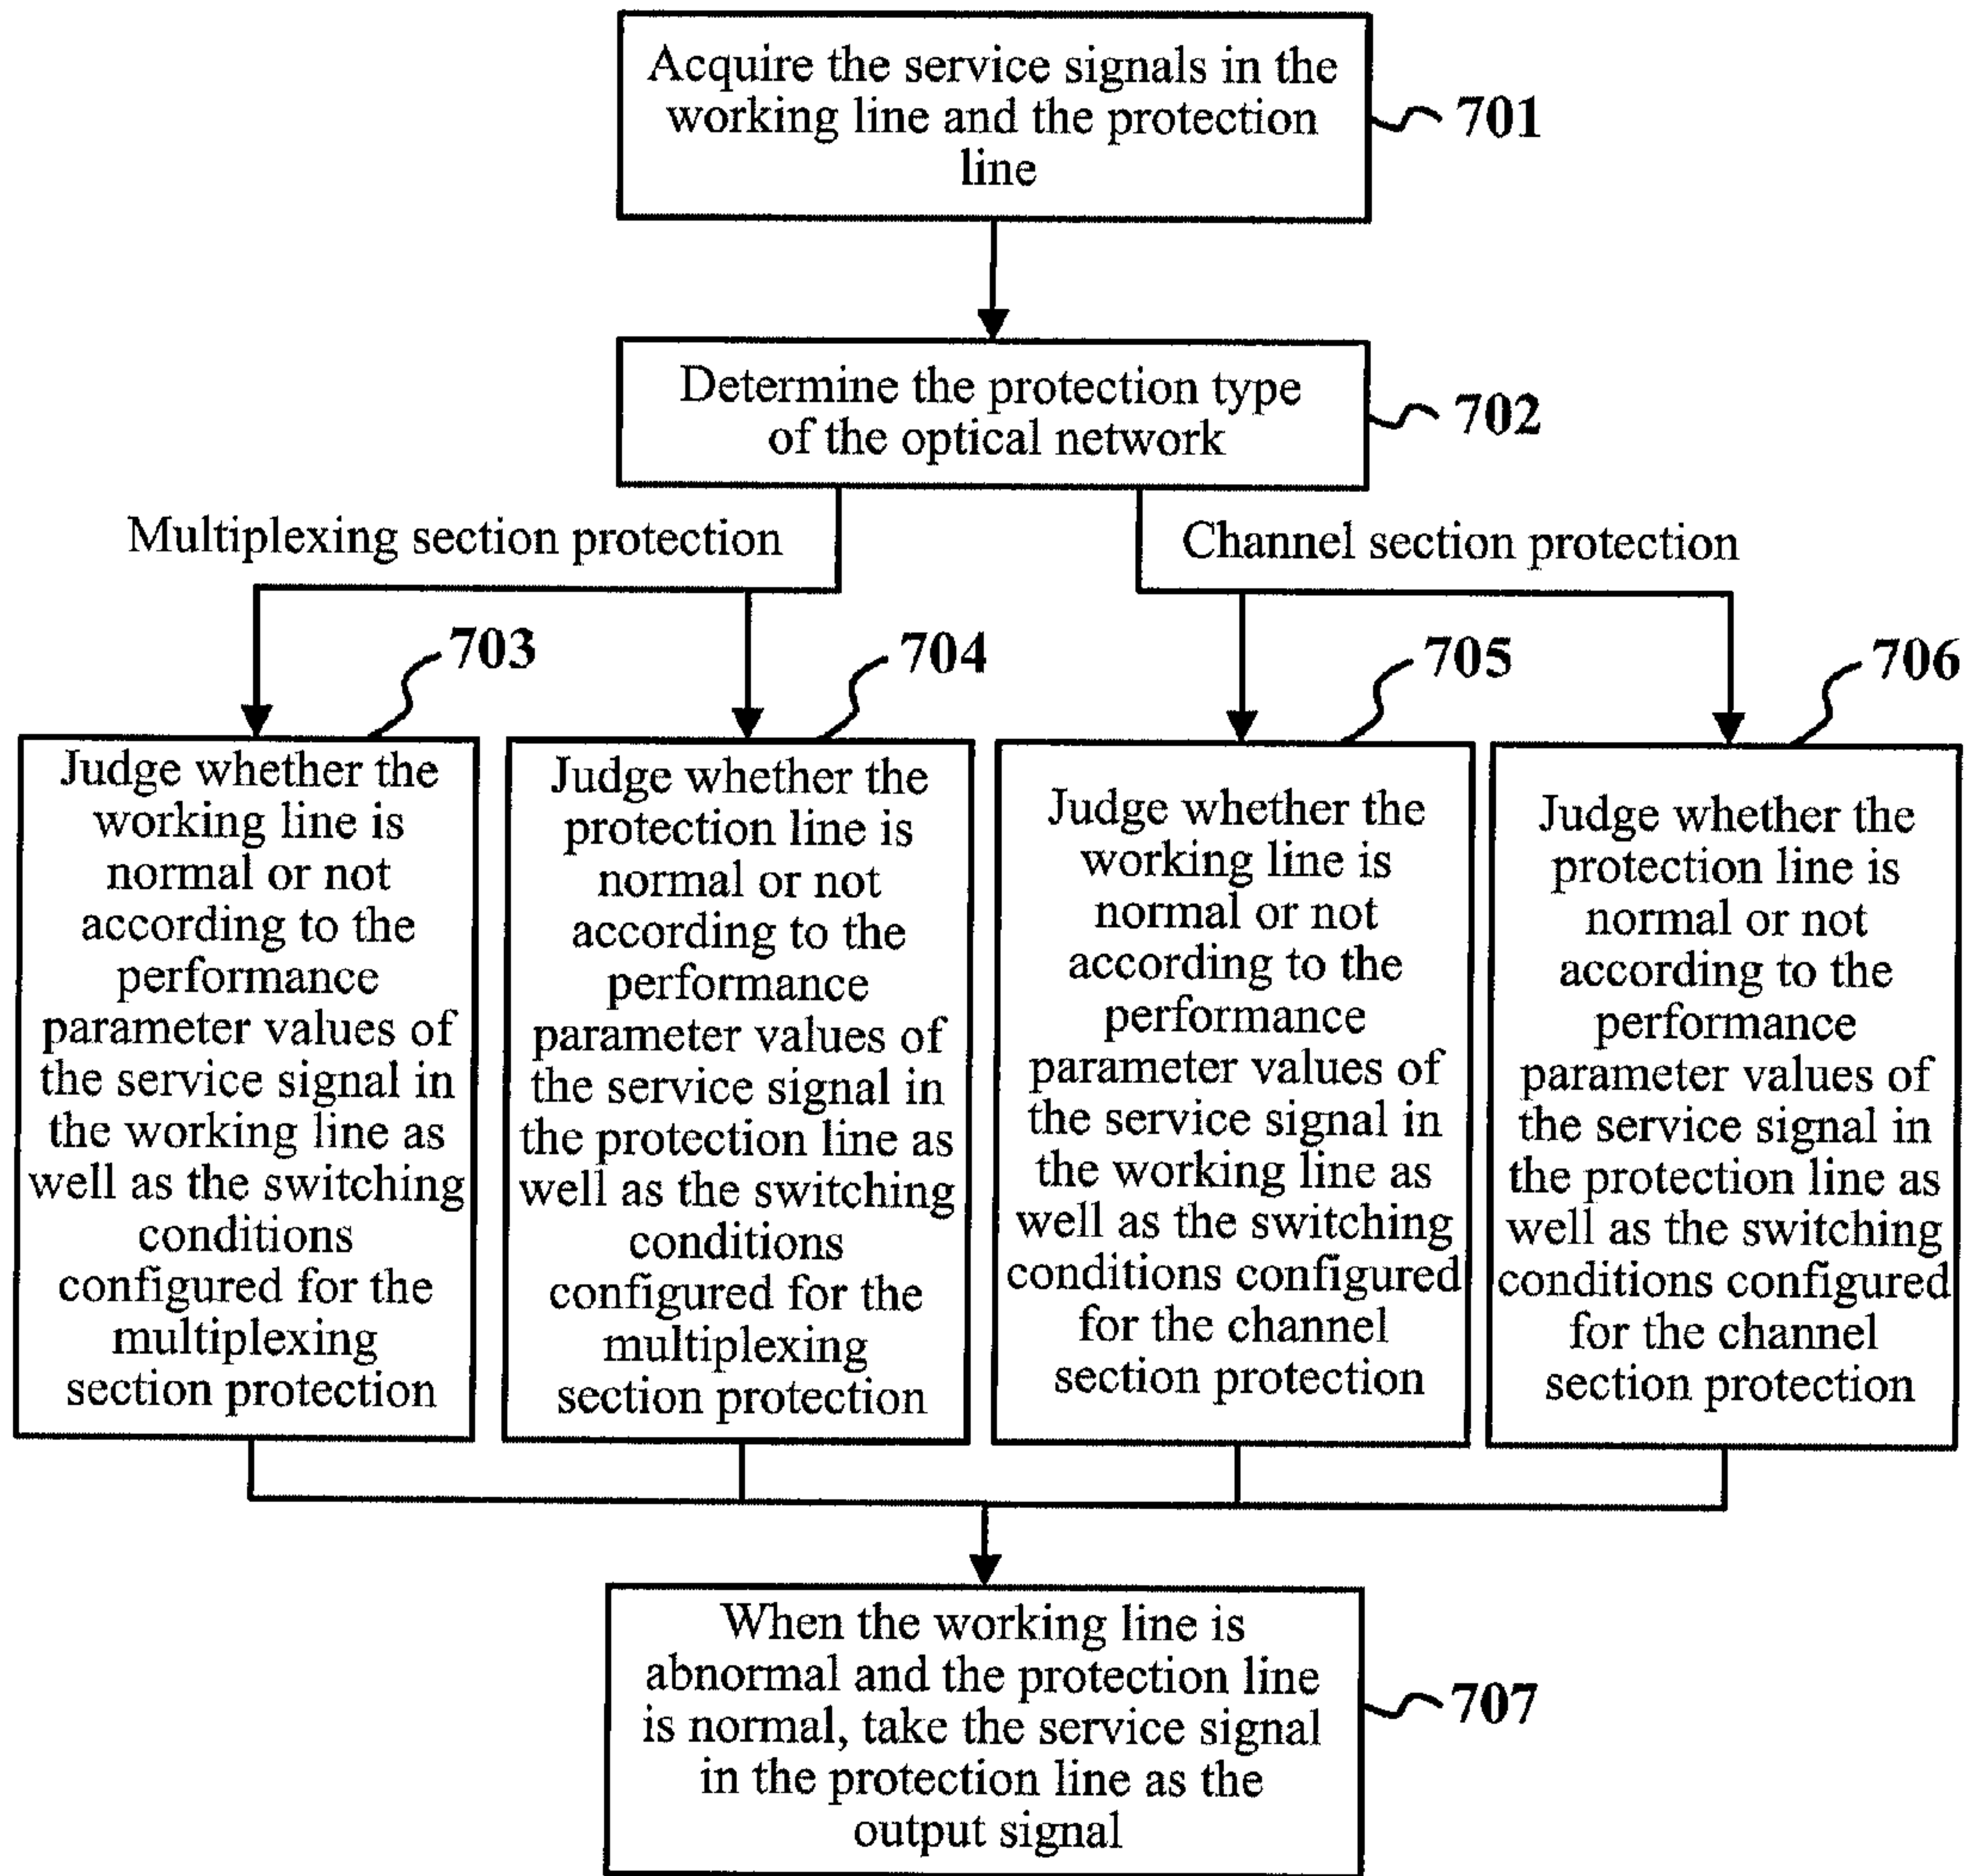 Acquire the service signals in the
working line and the protection
line
701
Determine the protection type
of the optical network
702
Multiplexing section protection
Channel section protection
703
704
705
706
Judge whether the
working line is
normal or not
according to the
performance
parameter values of
the service signal in
the working line as
well as the switching
conditions
configured for the
multiplexing
section protection
Judge whether the
protection line is
normal or not
according to the
performance
parameter values of
the service signal in
the protection line as
well as the switching
conditions
configured for the
multiplexing
section protection
Judge whether the
working line is
normal or not
according to the
performance
parameter values of
the service signal in
the working line as
well as the switching
conditions configured
for the channel
section protection
Judge whether the
protection line is
normal or not
according to the
performance
parameter values of
the service signal in
the protection line as
well as the switching
conditions configured
for the channel
section protection
When the working line is
abnormal and the protection line
is normal, take the service signal
in the protection line as the
output signal
707